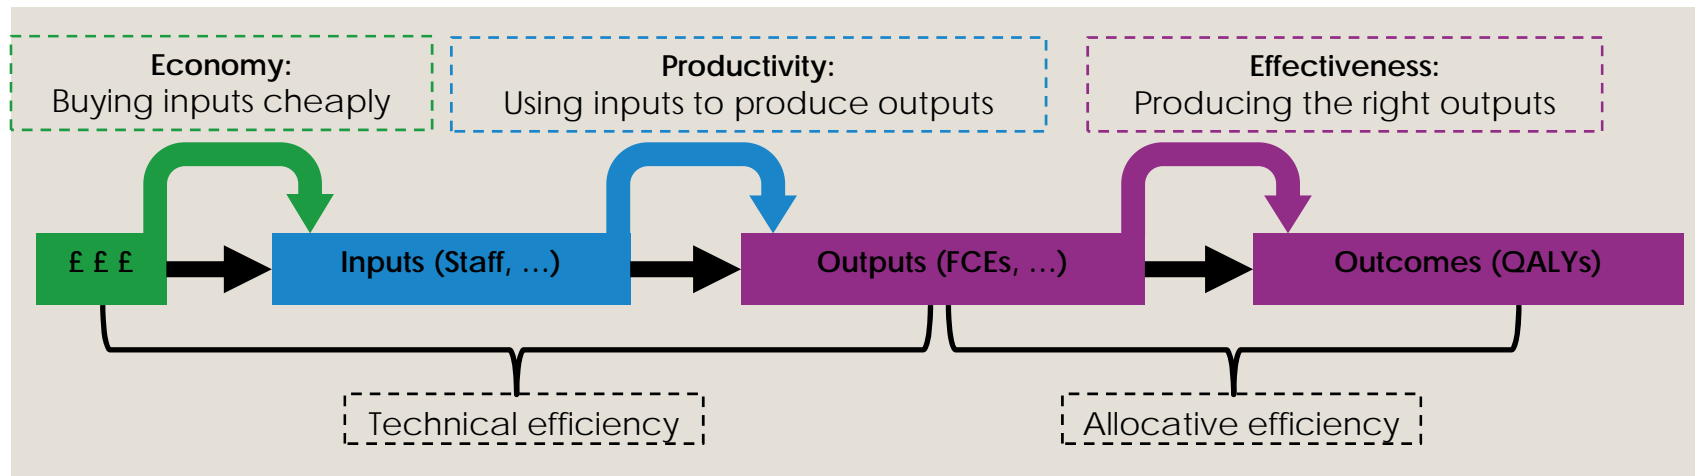 Economy:
Buying inputs cheaply
Productivity:
Using inputs to produce outputs
Effectiveness:
Producing the right outputs
£ £ £
Inputs (Staff, …)
Outputs (FCEs, …)
Outcomes (QALYs)
Technical efficiency
Allocative efficiency